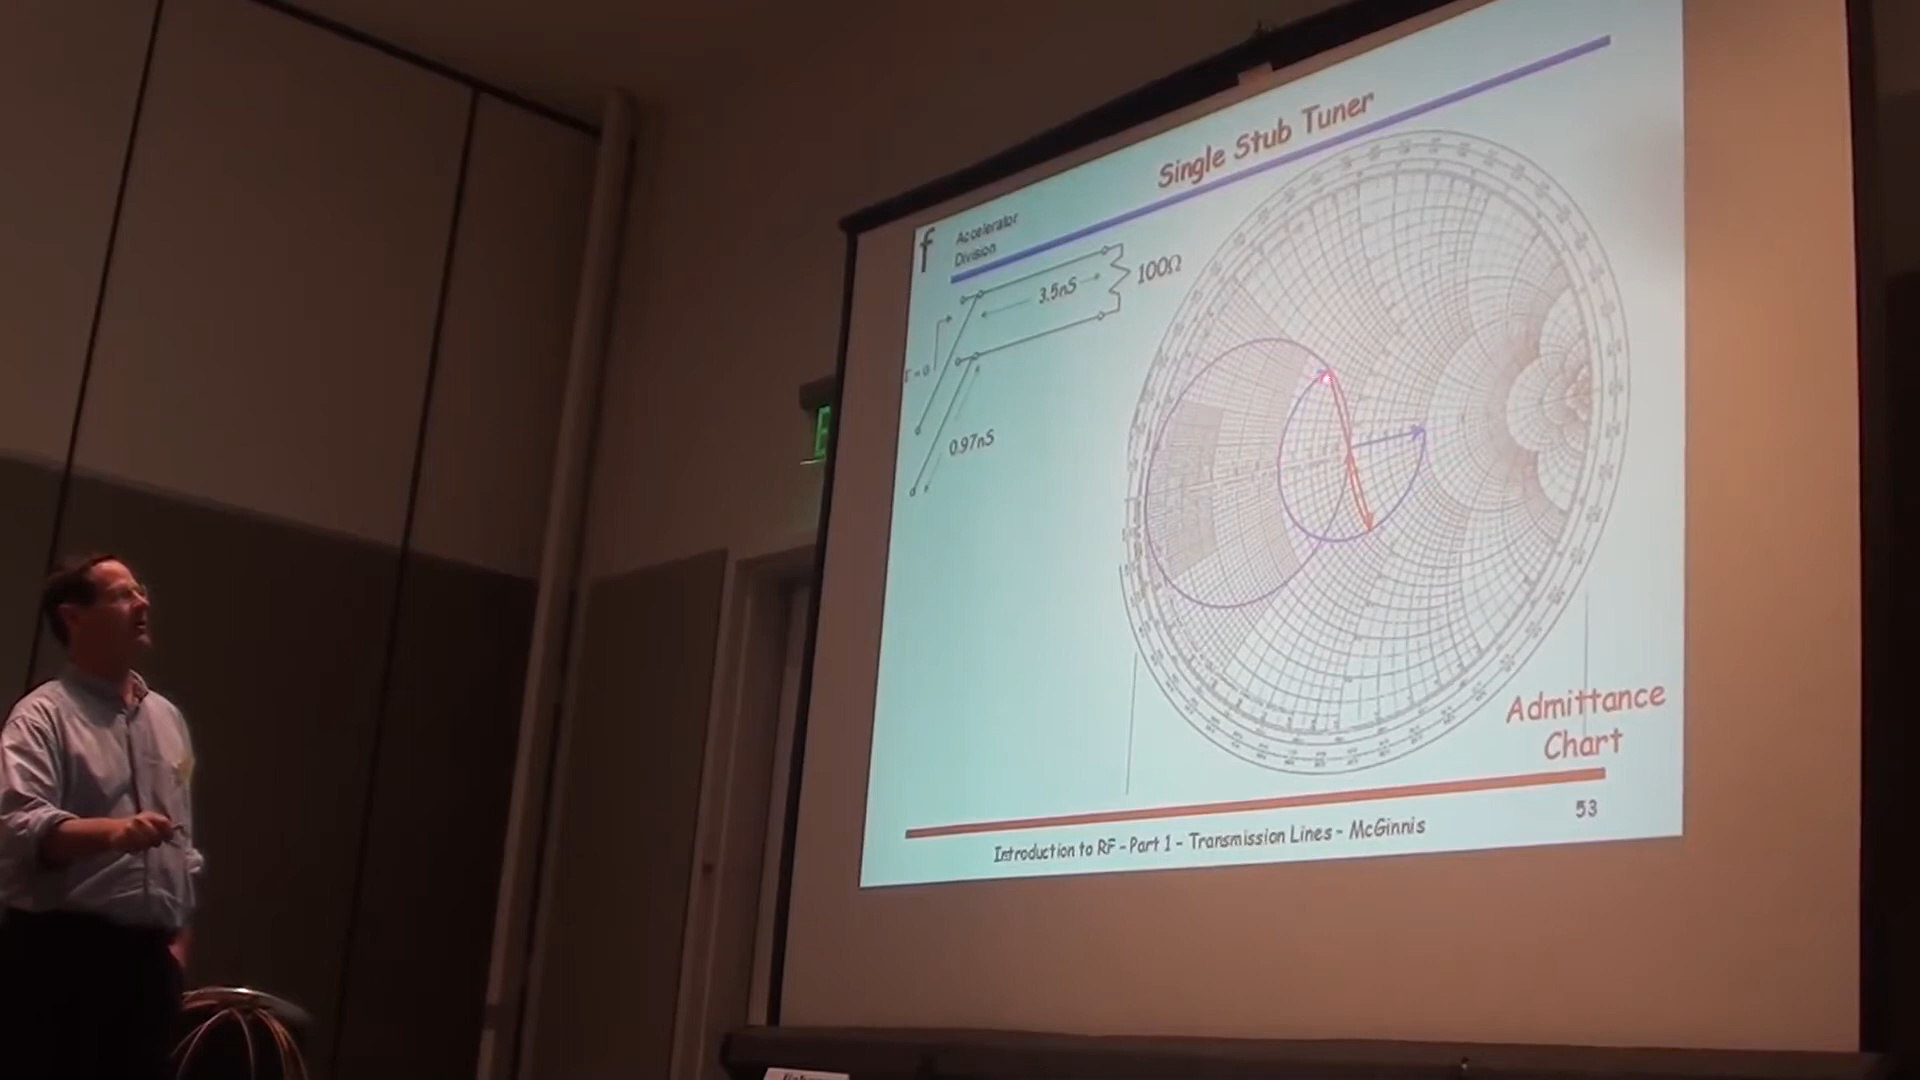 Single Stub Tuner
f
Accelerator
Division
3.5nS
100Ω
Γ = 0
0.97nS
Admittance
Chart
53
Introduction to RF - Part 1 - Transmission Lines - McGinnis